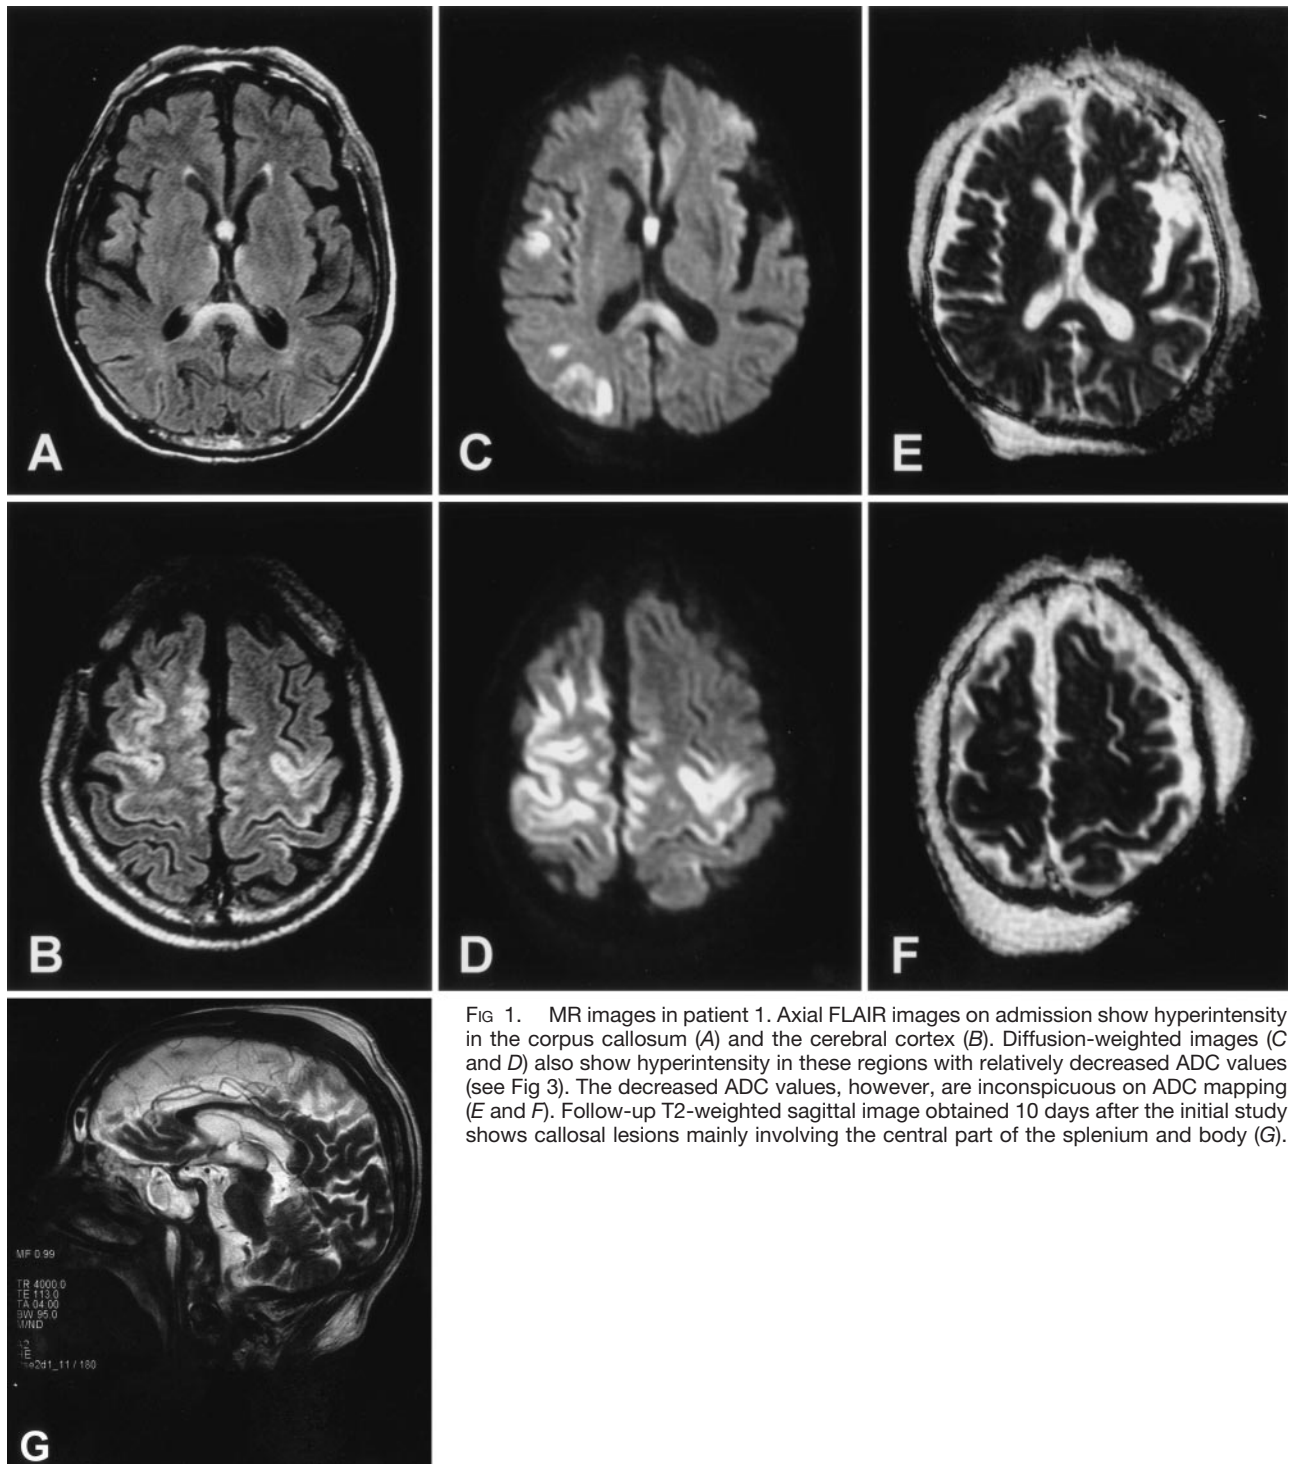 A
C
E
B
D
F
FIG 1. MR images in patient 1. Axial FLAIR images on admission show hyperintensity
in the corpus callosum (A) and the cerebral cortex (B). Diffusion-weighted images (C
and D) also show hyperintensity in these regions with relatively decreased ADC values
(see Fig 3). The decreased ADC values, however, are inconspicuous on ADC mapping
(E and F). Follow-up T2-weighted sagittal image obtained 10 days after the initial study
shows callosal lesions mainly involving the central part of the splenium and body (G).
MF 0.99
TR 4000.0
TE 113.0
TA 04:00
BW 95.0
M/ND
2d1_11 / 180
G